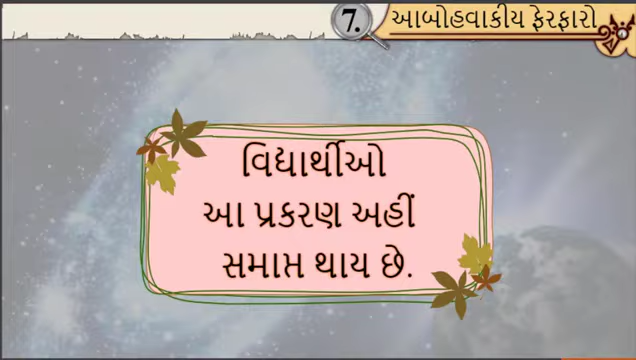 7. આબોહવાકીય ફેરફારો
વિદ્યાર્થીઓ
આ પ્રકરણ અહીં
સમાપ્ત થાય છે.